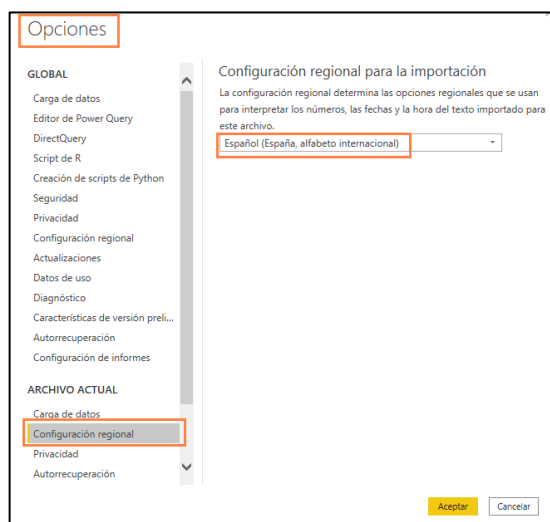 Opciones
GLOBAL
Carga de datos
Editor de Power Query
DirectQuery
Script de R
Creación de scripts de Python
Seguridad
Privacidad
Configuración regional
Actualizaciones
Datos de uso
Diagnóstico
Características de versión preli...
Autorrecuperación
Configuración de informes
ARCHIVO ACTUAL
Carga de datos
Configuración regional
Privacidad
Autorrecuperación
Configuración regional para la importación
La configuración regional determina las opciones regionales que se usan
para interpretar los números, las fechas y la hora del texto importado para
este archivo.
Español (España, alfabeto internacional)
Aceptar
Cancelar